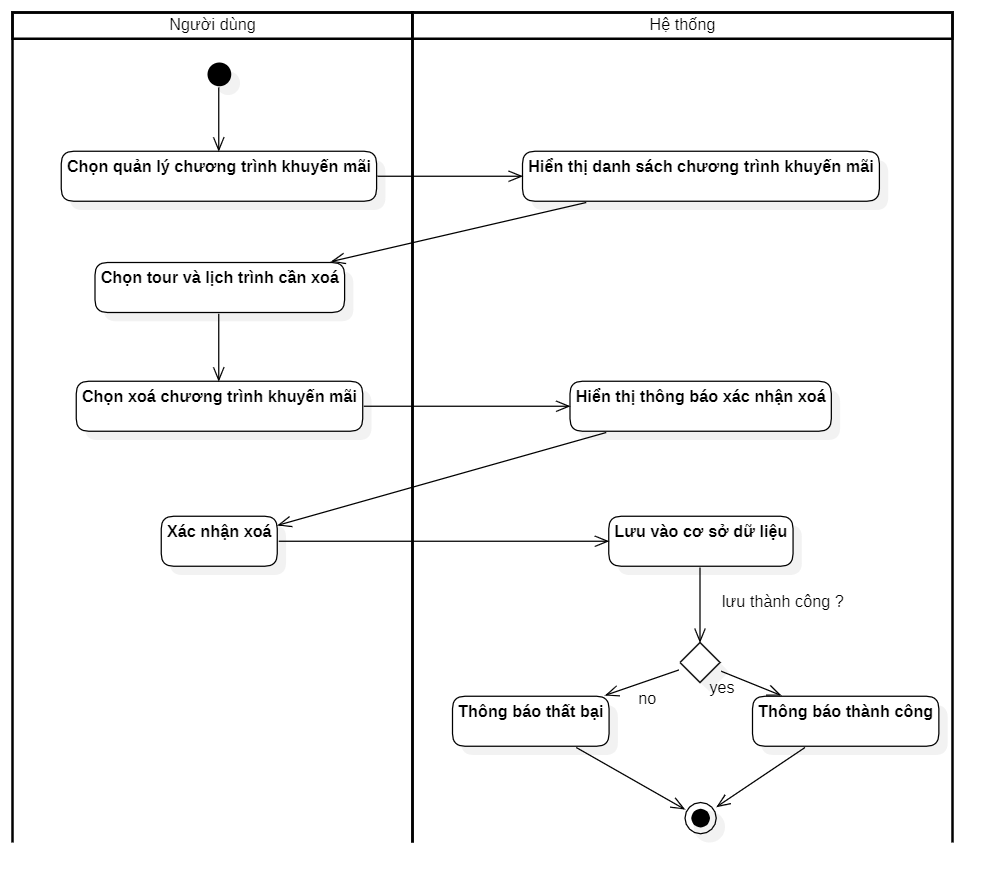 Người dùng
Hệ thống
Chọn quản lý chương trình khuyến mãi
Hiển thị danh sách chương trình khuyến mãi
Chọn tour và lịch trình cần xoá
Chọn xoá chương trình khuyến mãi
Hiển thị thông báo xác nhận xoá
Xác nhận xoá
Lưu vào cơ sở dữ liệu
lưu thành công ?
no
yes
Thông báo thất bại
Thông báo thành công